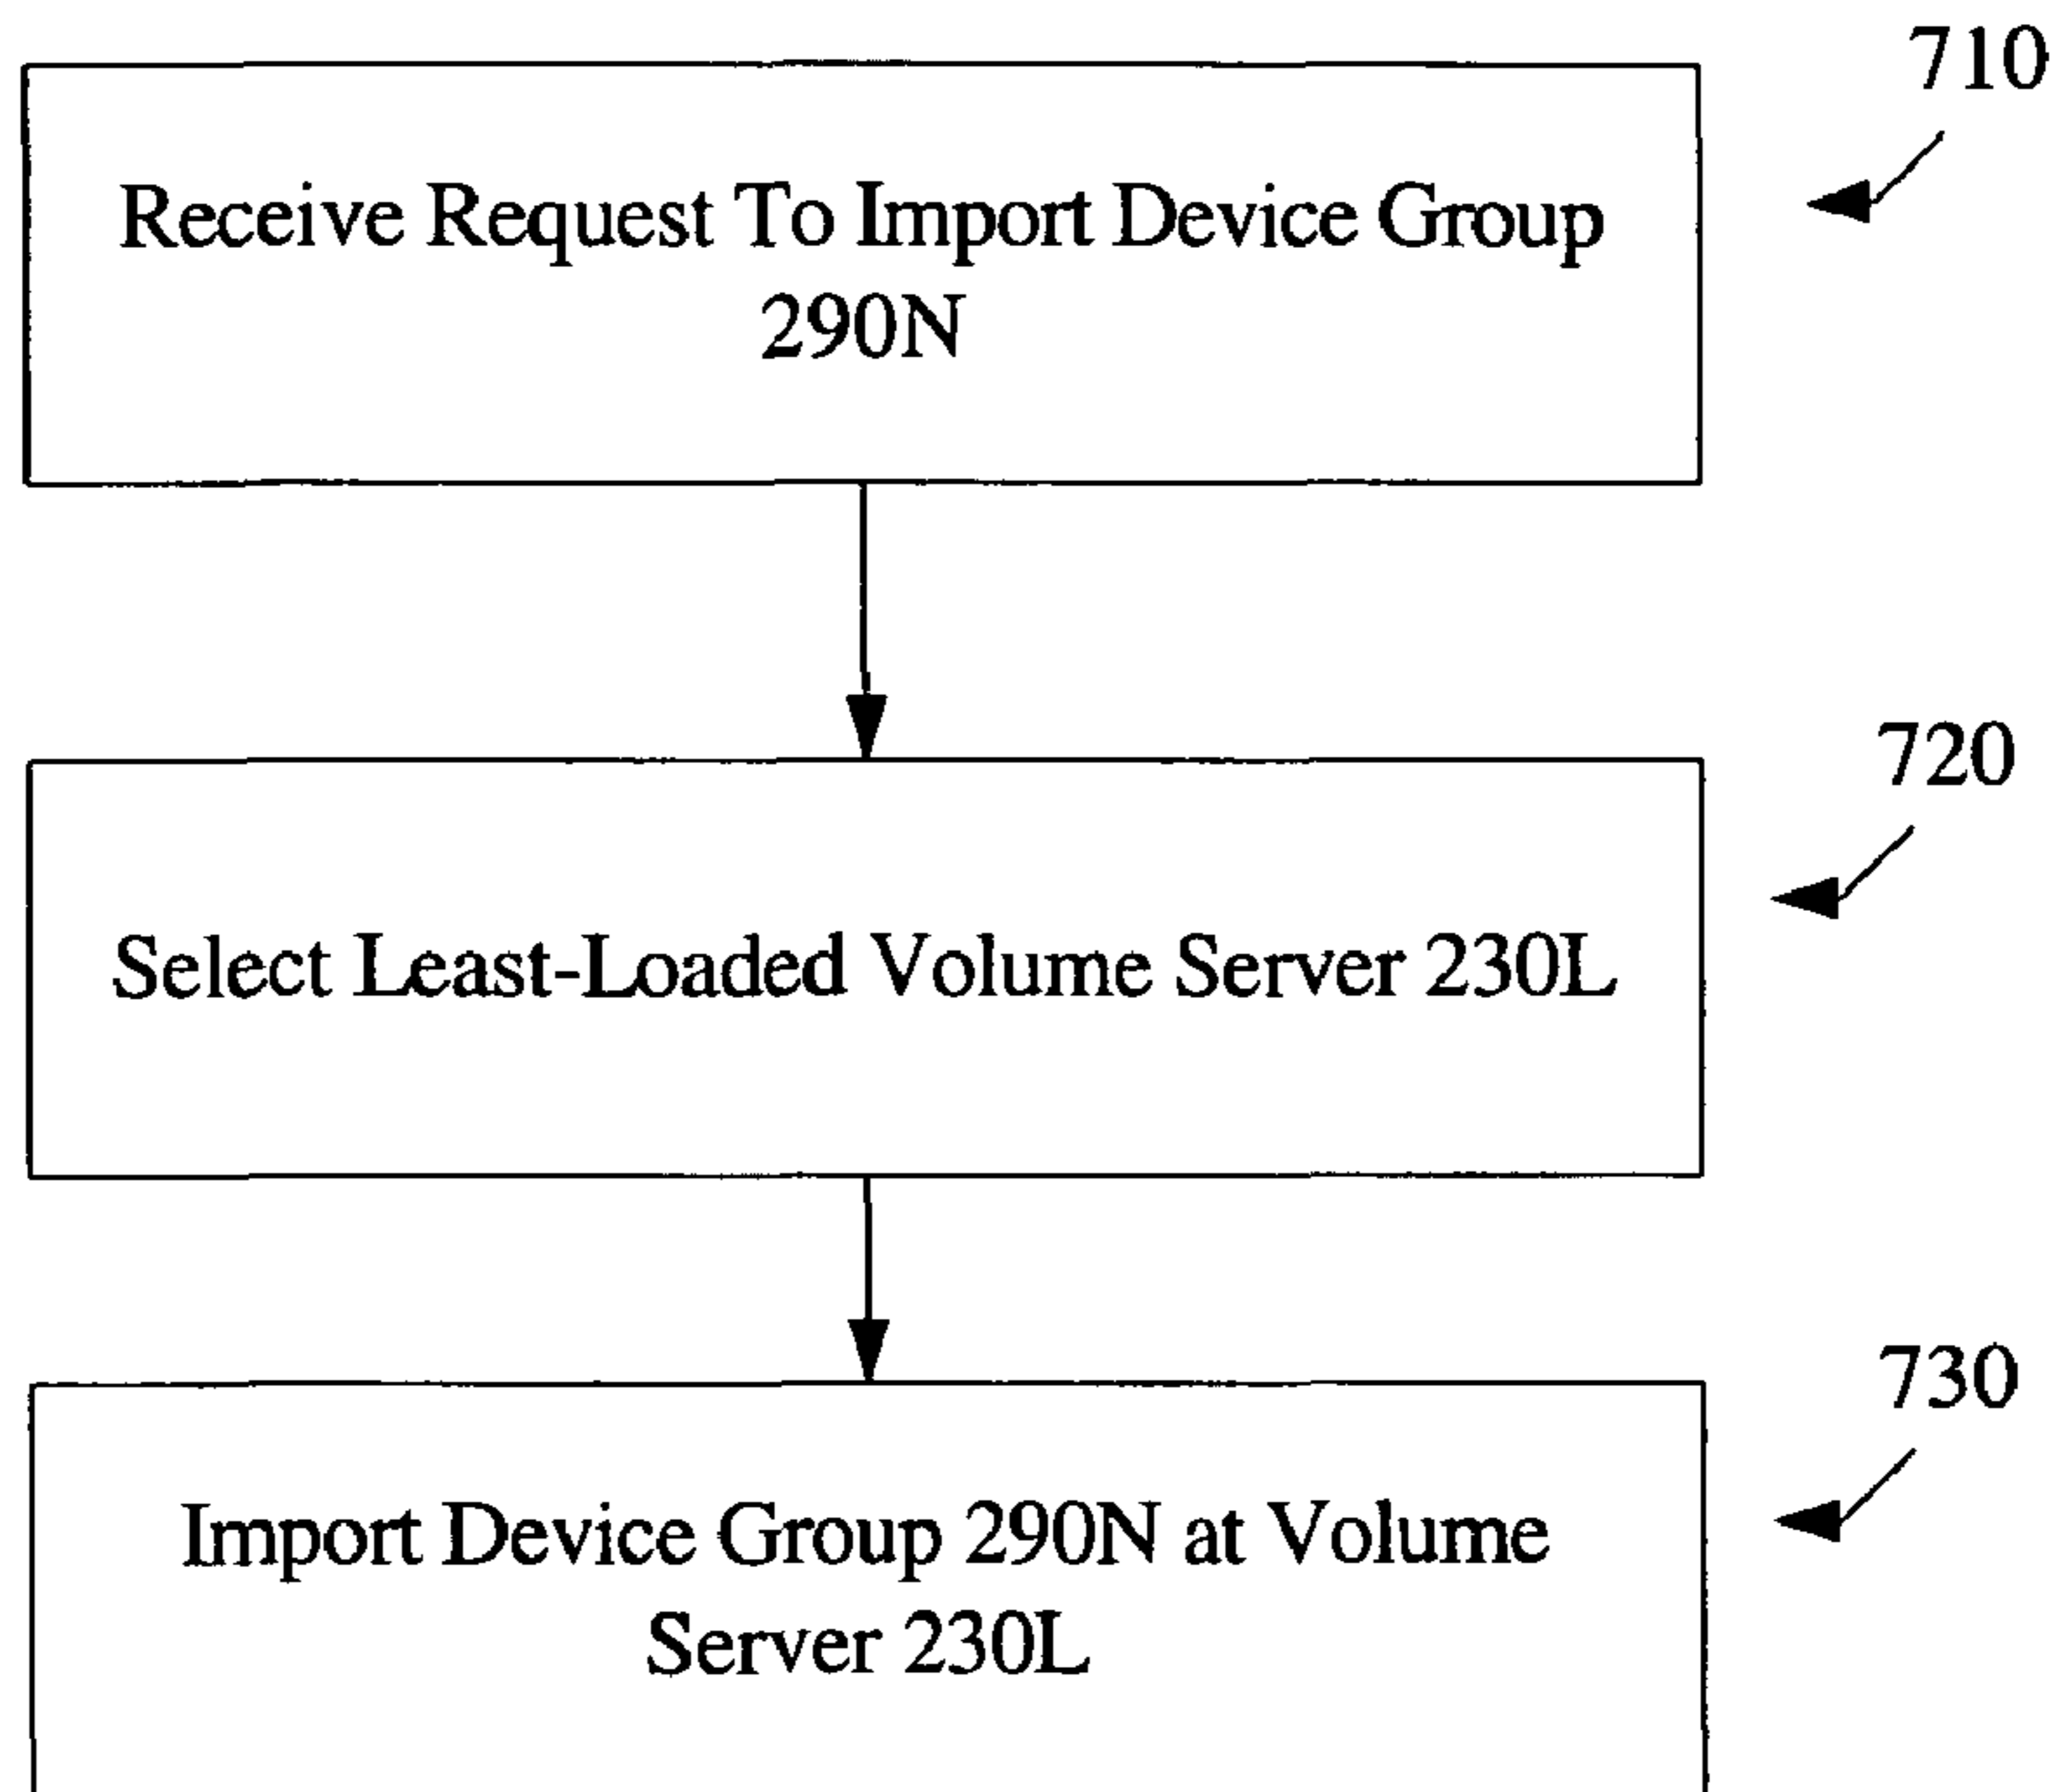 710
Receive Request To Import Device Group
290N
720
Select Least-Loaded Volume Server 230L
730
Import Device Group 290N at Volume
Server 230L